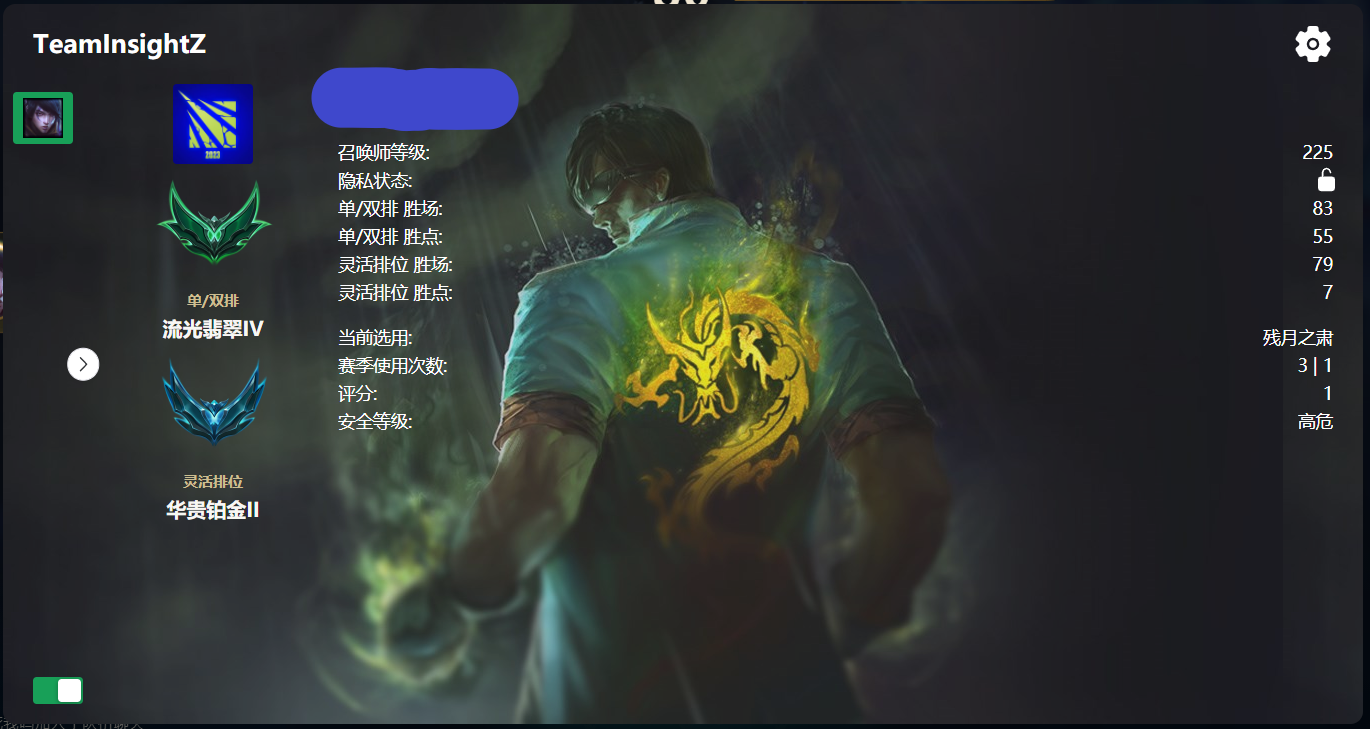 TeamInsightZ
2023
召唤师等级: 225
隐私状态:
单/双排 胜场: 83
单/双排 胜点: 55
灵活排位 胜场: 79
灵活排位 胜点: 7
单/双排
流光翡翠IV
当前选用: 残月之肃
赛季使用次数: 3 | 1
评分: 1
安全等级: 高危
灵活排位
华贵铂金II